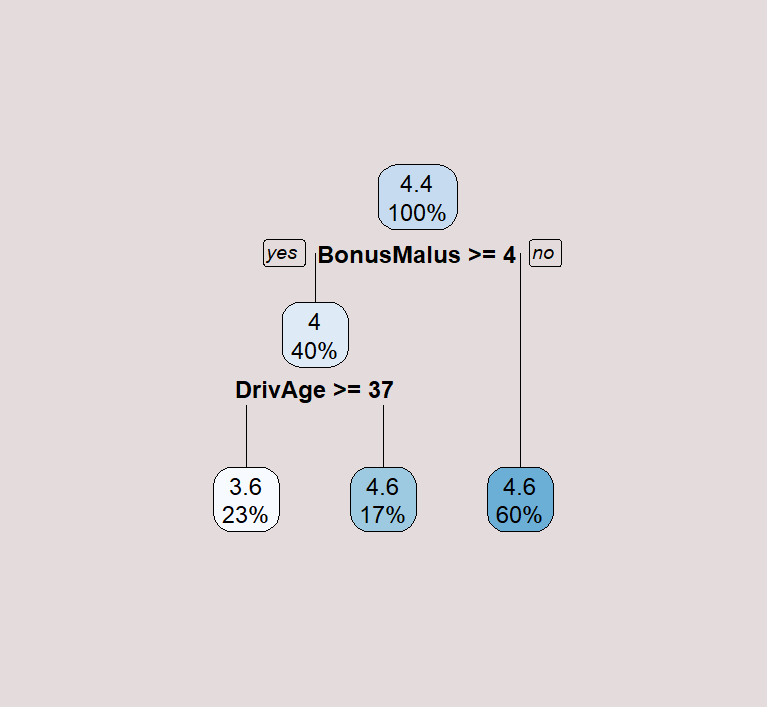 4.4
100%
yes BonusMalus >= 4 no
4
40%
DrivAge >= 37
3.6 4.6 4.6
23% 17% 60%